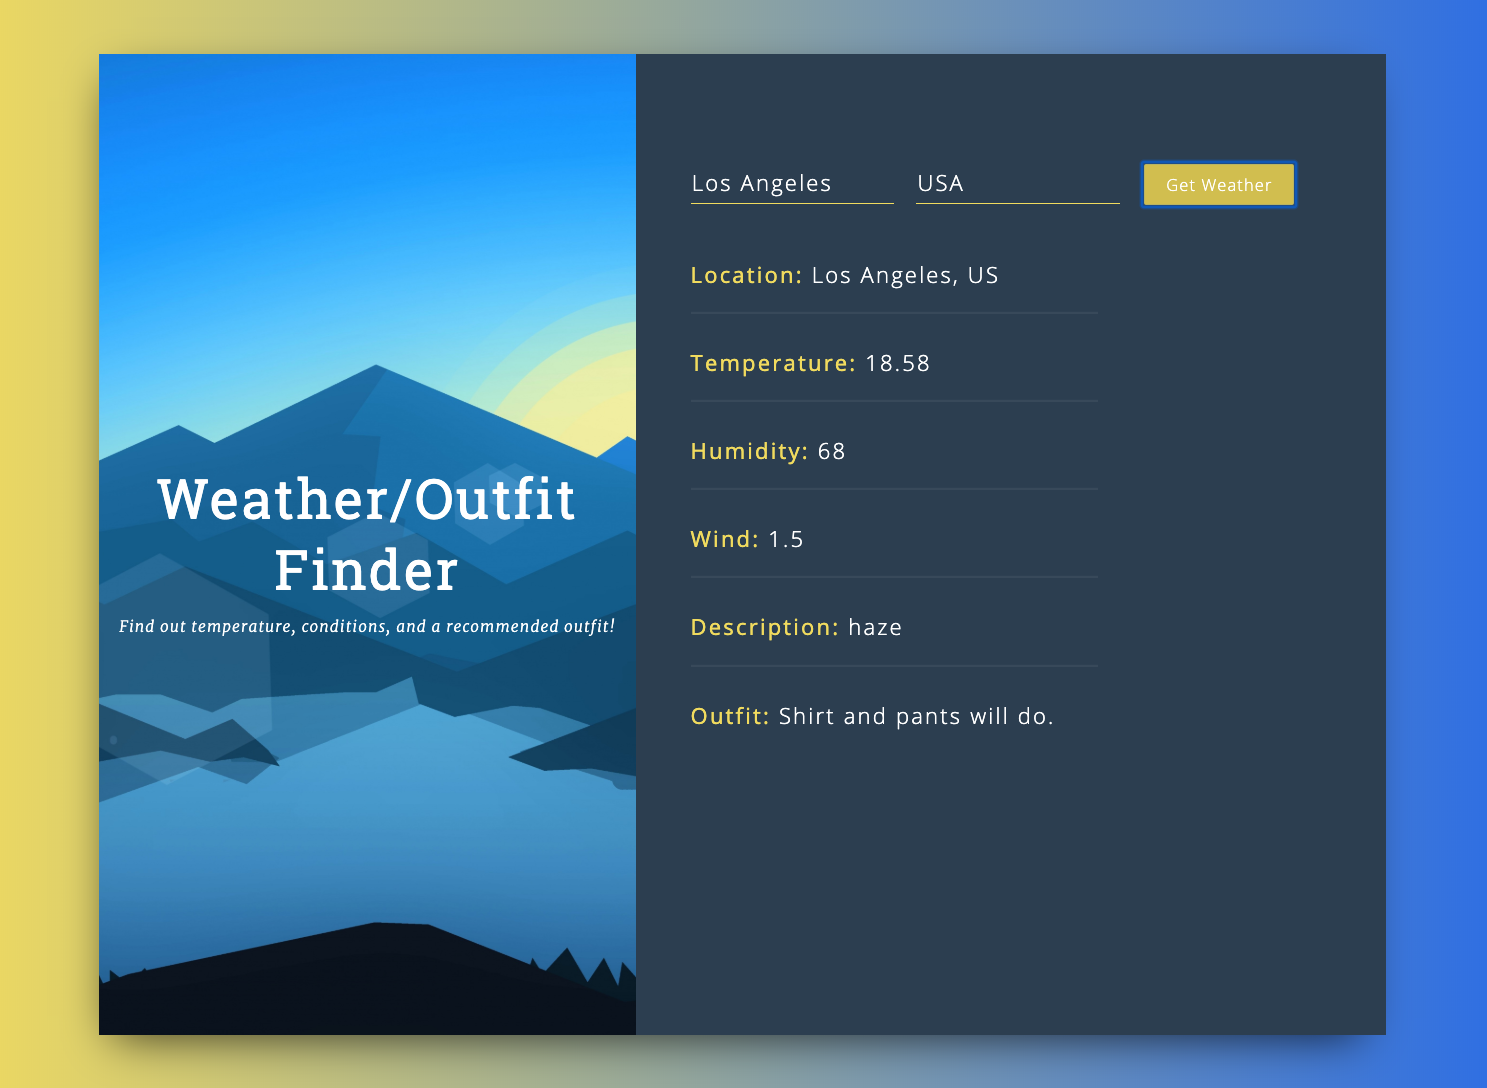 Weather/Outfit
Finder
Find out temperature, conditions, and a recommended outfit!
Los Angeles USA Get Weather
Location: Los Angeles, US
Temperature: 18.58
Humidity: 68
Wind: 1.5
Description: haze
Outfit: Shirt and pants will do.